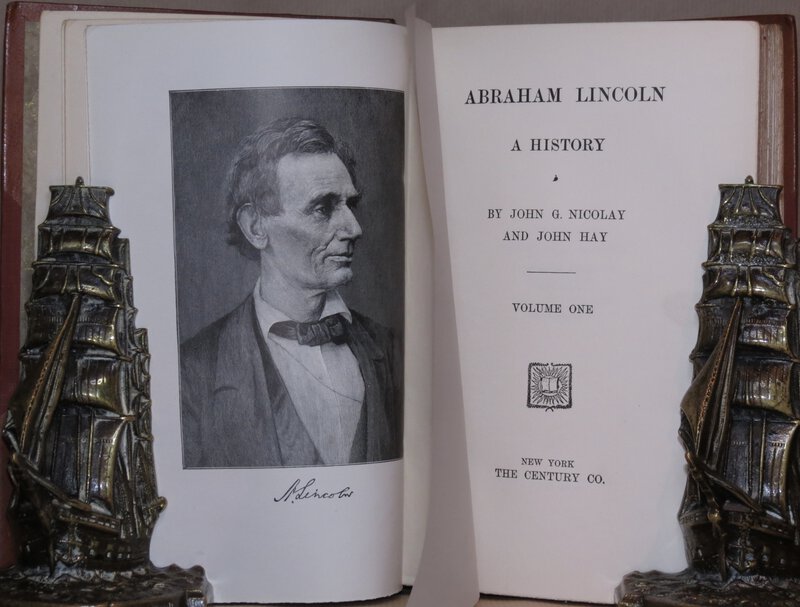 A. Lincoln
ABRAHAM LINCOLN
A HISTORY
BY JOHN G. NICOLAY
AND JOHN HAY
VOLUME ONE
NEW YORK
THE CENTURY CO.